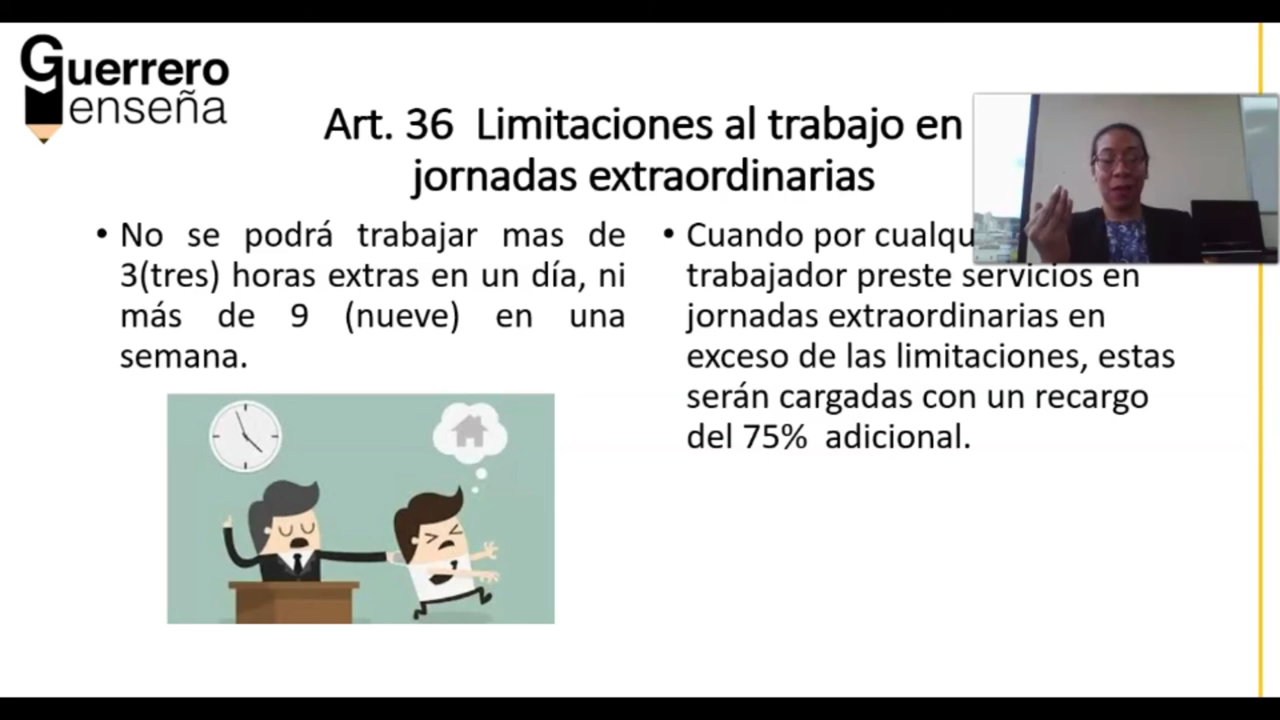 Guerrero
enseña
Art. 36 Limitaciones al trabajo en
jornadas extraordinarias
• No se podrá trabajar mas de
3(tres) horas extras en un día, ni
más de 9 (nueve) en una
semana.
• Cuando por
trabajador preste servicios en
jornadas extraordinarias en
exceso de las limitaciones, estas
serán cargadas con un recargo
del 75% adicional.